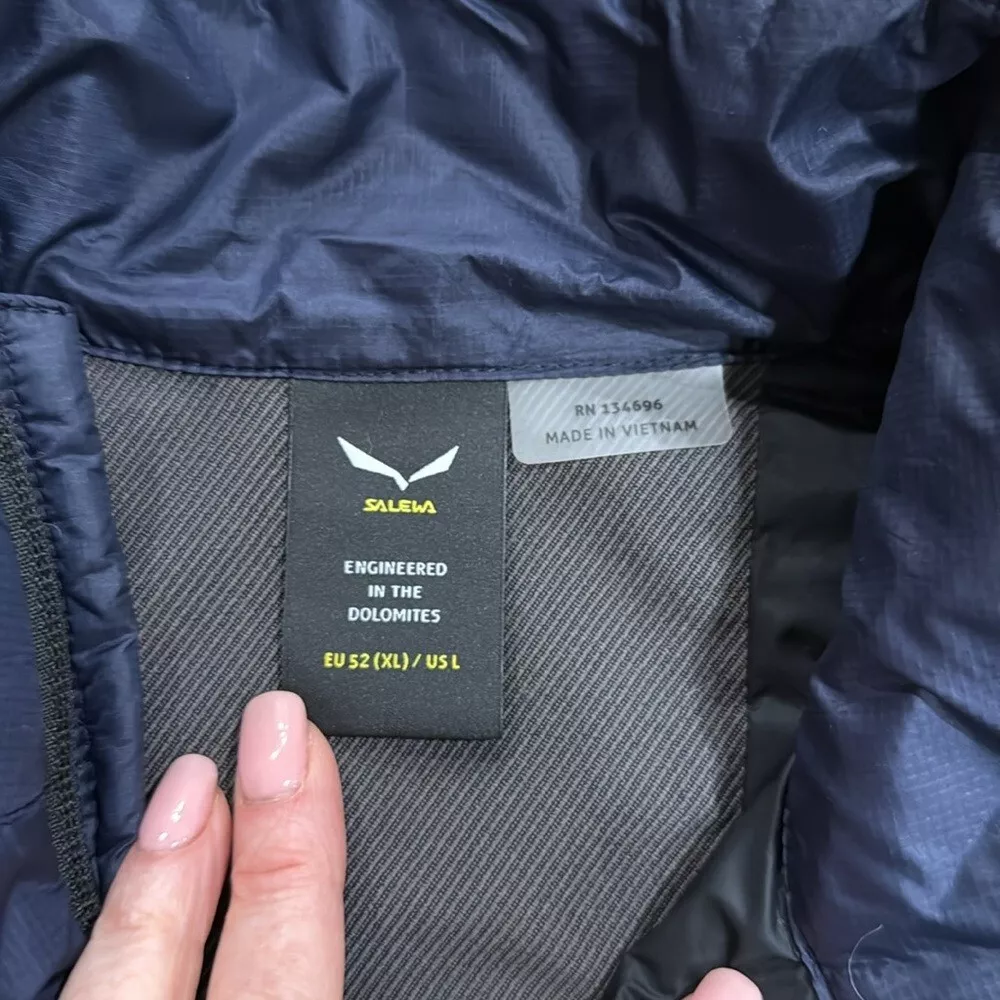 SALEWA
ENGINEERED
IN THE
DOLOMITES
EU 52 (XL) / US L
RN 134696
MADE IN VIETNAM